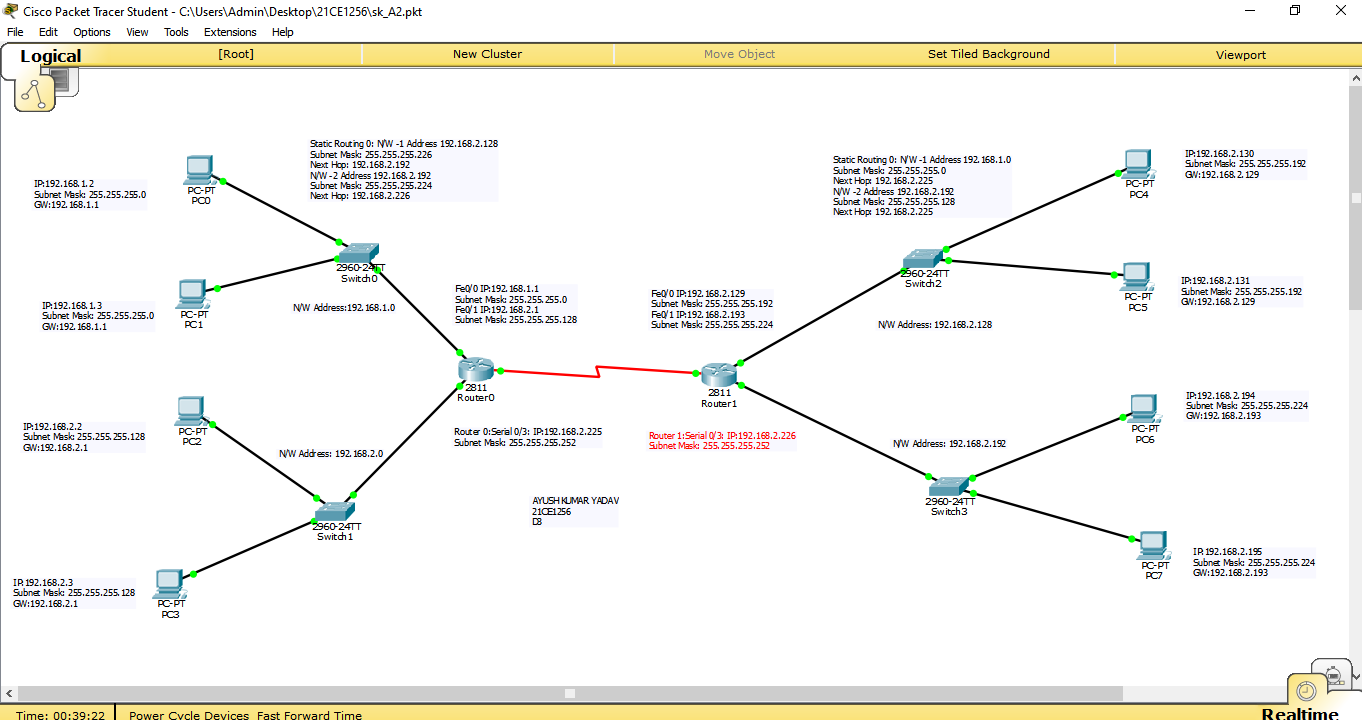 Cisco Packet Tracer Student - C:\Users\Admin\Desktop\21CE1256\sk_A2.pkt
File Edit Options View Tools Extensions Help
Logical [Root] New Cluster Move Object Set Tiled Background Viewport
Static Routing 0: N/W -1 Address 192.168.2.128
Subnet Mask: 255.255.255.226
Next Hop: 192.168.2.192
N/W -2 Address: 192.168.2.192
Subnet Mask: 255.255.255.224
Next Hop: 192.168.2.226
Static Routing 0: N/W -1 Address 192.168.1.0
Subnet Mask: 255.255.255.0
Next Hop: 192.168.2.225
N/W -2 Address 192.168.2.192
Subnet Mask: 255.255.255.128
Next Hop: 192.168.2.225
IP:192.168.2.130
Subnet Mask: 255.255.255.192
GW:192.168.2.129
IP:192.168.1.2
Subnet Mask: 255.255.255.0
GW:192.168.1.1
PC-PT
PC0
PC-PT
PC4
2960-24TT
Switch0
2960-24TT
Switch2
IP:192.168.1.3
Subnet Mask: 255.255.255.0
GW:192.168.1.1
PC-PT
PC1
N/W Address:192.168.1.0
Fe0/0 IP:192.168.1.1
Subnet Mask: 255.255.255.0
Fe0/1 IP:192.168.2.1
Subnet Mask: 255.255.255.128
Fe0/0 IP:192.168.2.129
Subnet Mask: 255.255.255.192
Fe0/1 IP:192.168.2.193
Subnet Mask: 255.255.255.224
N/W Address: 192.168.2.128
PC-PT
PC5
IP:192.168.2.131
Subnet Mask: 255.255.255.192
GW:192.168.2.129
2811
Router0
2811
Router1
IP:192.168.2.2
Subnet Mask: 255.255.255.128
GW:192.168.2.1
PC-PT
PC2
N/W Address: 192.168.2.0
Router 0:Serial 0/3: IP:192.168.2.225
Subnet Mask: 255.255.255.252
Router 1:Serial 0/3: IP:192.168.2.226
Subnet Mask: 255.255.255.252
N/W Address: 192.168.2.192
PC-PT
PC6
IP:192.168.2.194
Subnet Mask: 255.255.255.224
GW:192.168.2.193
2960-24TT
Switch1
AYUSH KUMAR YADAV
21CE1256
D3
2960-24TT
Switch3
IP:192.168.2.3
Subnet Mask: 255.255.255.128
GW:192.168.2.1
PC-PT
PC3
PC-PT
PC7
IP:192.168.2.195
Subnet Mask: 255.255.255.224
GW:192.168.2.193
Time: 00:39:22 Power Cycle Devices Fast Forward Time Realtime